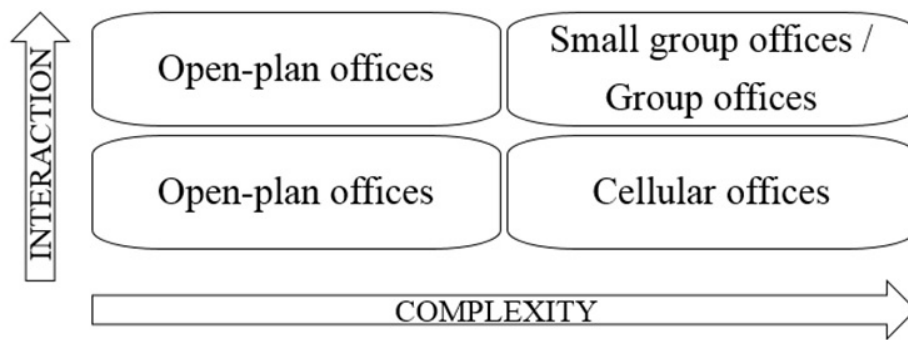 INTERACTION
Open-plan offices
Small group offices /
Group offices
Open-plan offices
Cellular offices
COMPLEXITY